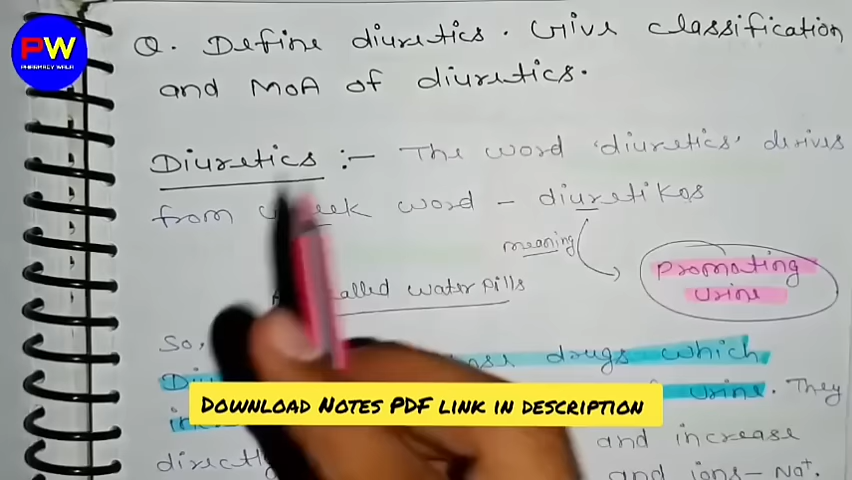 PW
PHARMACY WALA
Q. Define diuretics. Give classification
and MoA of diuretics.
Diuretics :- The word 'diuretics' derives
from word - diuretikos
meaning
promoting
urine
called water pills
So,
drugs which
urine. They
DOWNLOAD NOTES PDF LINK IN DESCRIPTION
and increase
and ions - Na⁺.